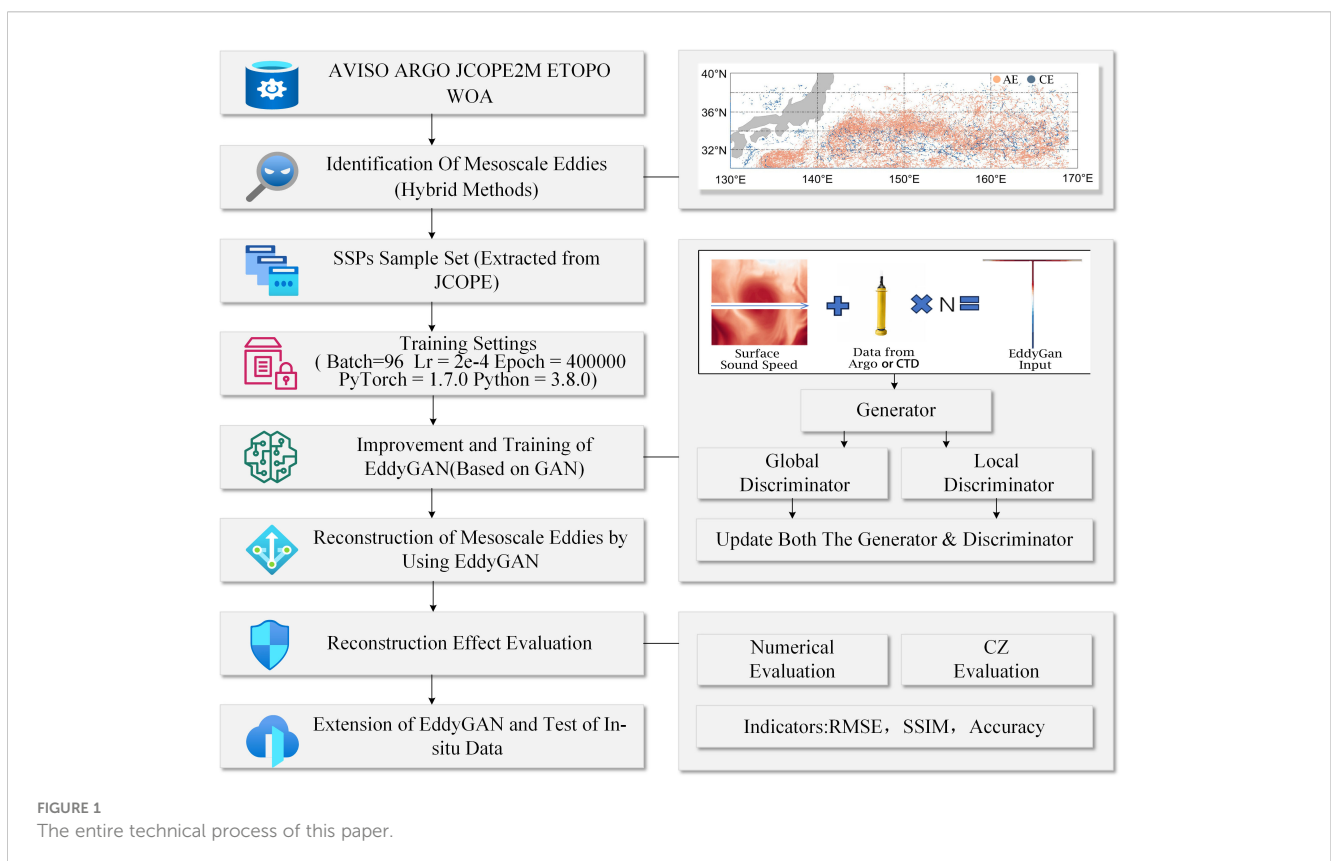 AVISO ARGO JCOPE2M ETOPO
WOA
Identification Of Mesoscale Eddies
(Hybrid Methods)
SSPs Sample Set (Extracted from
JCOPE)
Training Settings
( Batch=96 Lr = 2e-4 Epoch = 400000
PyTorch = 1.7.0 Python = 3.8.0)
Improvement and Training of
EddyGAN(Based on GAN)
Reconstruction of Mesoscale Eddies by
Using EddyGAN
Reconstruction Effect Evaluation
Extension of EddyGAN and Test of In-
situ Data
40°N
36°N
32°N
AE CE
130°E 140°E 150°E 160°E 170°E
N
Surface
Sound Speed
Data from
Argo or CTD
EddyGan
Input
Generator
Global
Discriminator
Local
Discriminator
Update Both The Generator & Discriminator
Numerical
Evaluation
CZ
Evaluation
Indicators:RMSE，SSIM，Accuracy
FIGURE 1
The entire technical process of this paper.